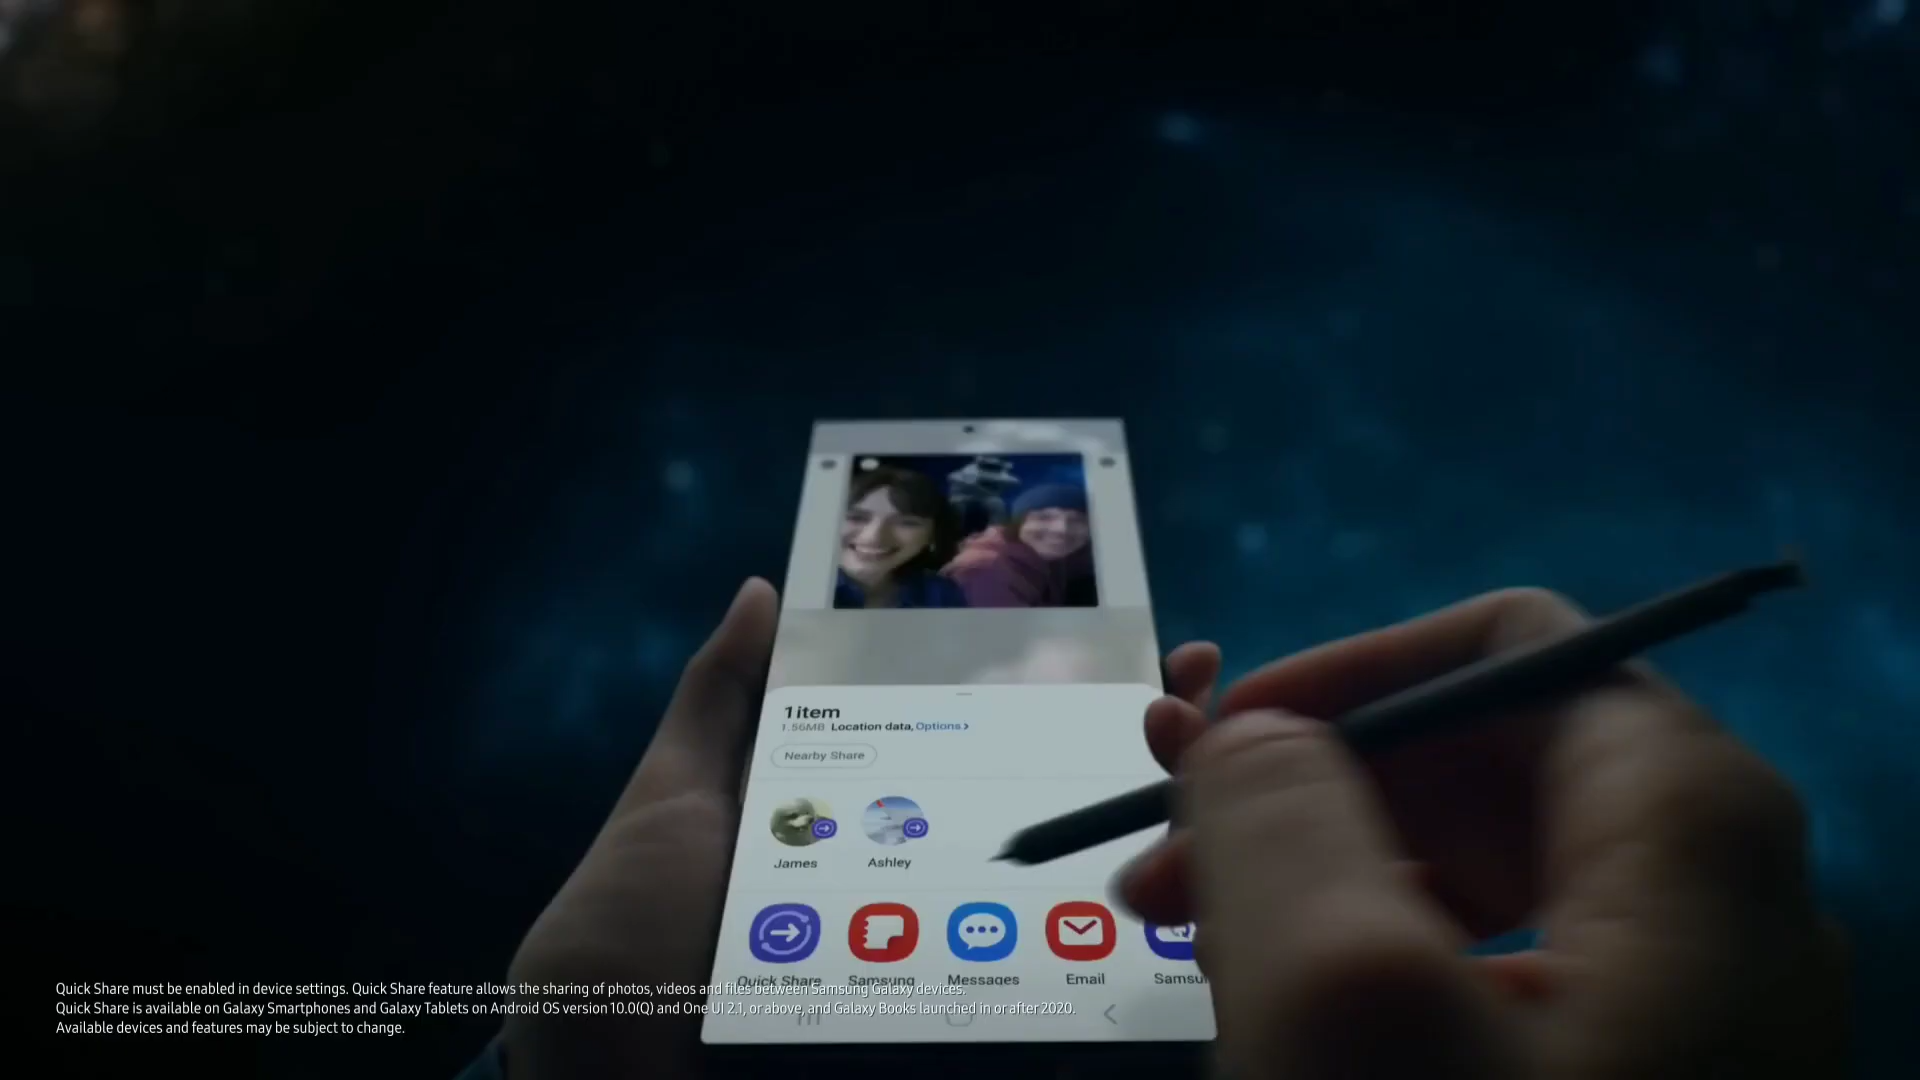 1 item
1.56MB Location data, Options >
Nearby Share
James Ashley
Quick Share Samsung Messages Email Samsu
Quick Share must be enabled in device settings. Quick Share feature allows the sharing of photos, videos and files between Samsung Galaxy devices.
Quick Share is available on Galaxy Smartphones and Galaxy Tablets on Android OS version 10.0(Q) and One UI 2.1, or above, and Galaxy Books launched in or after 2020.
Available devices and features may be subject to change.